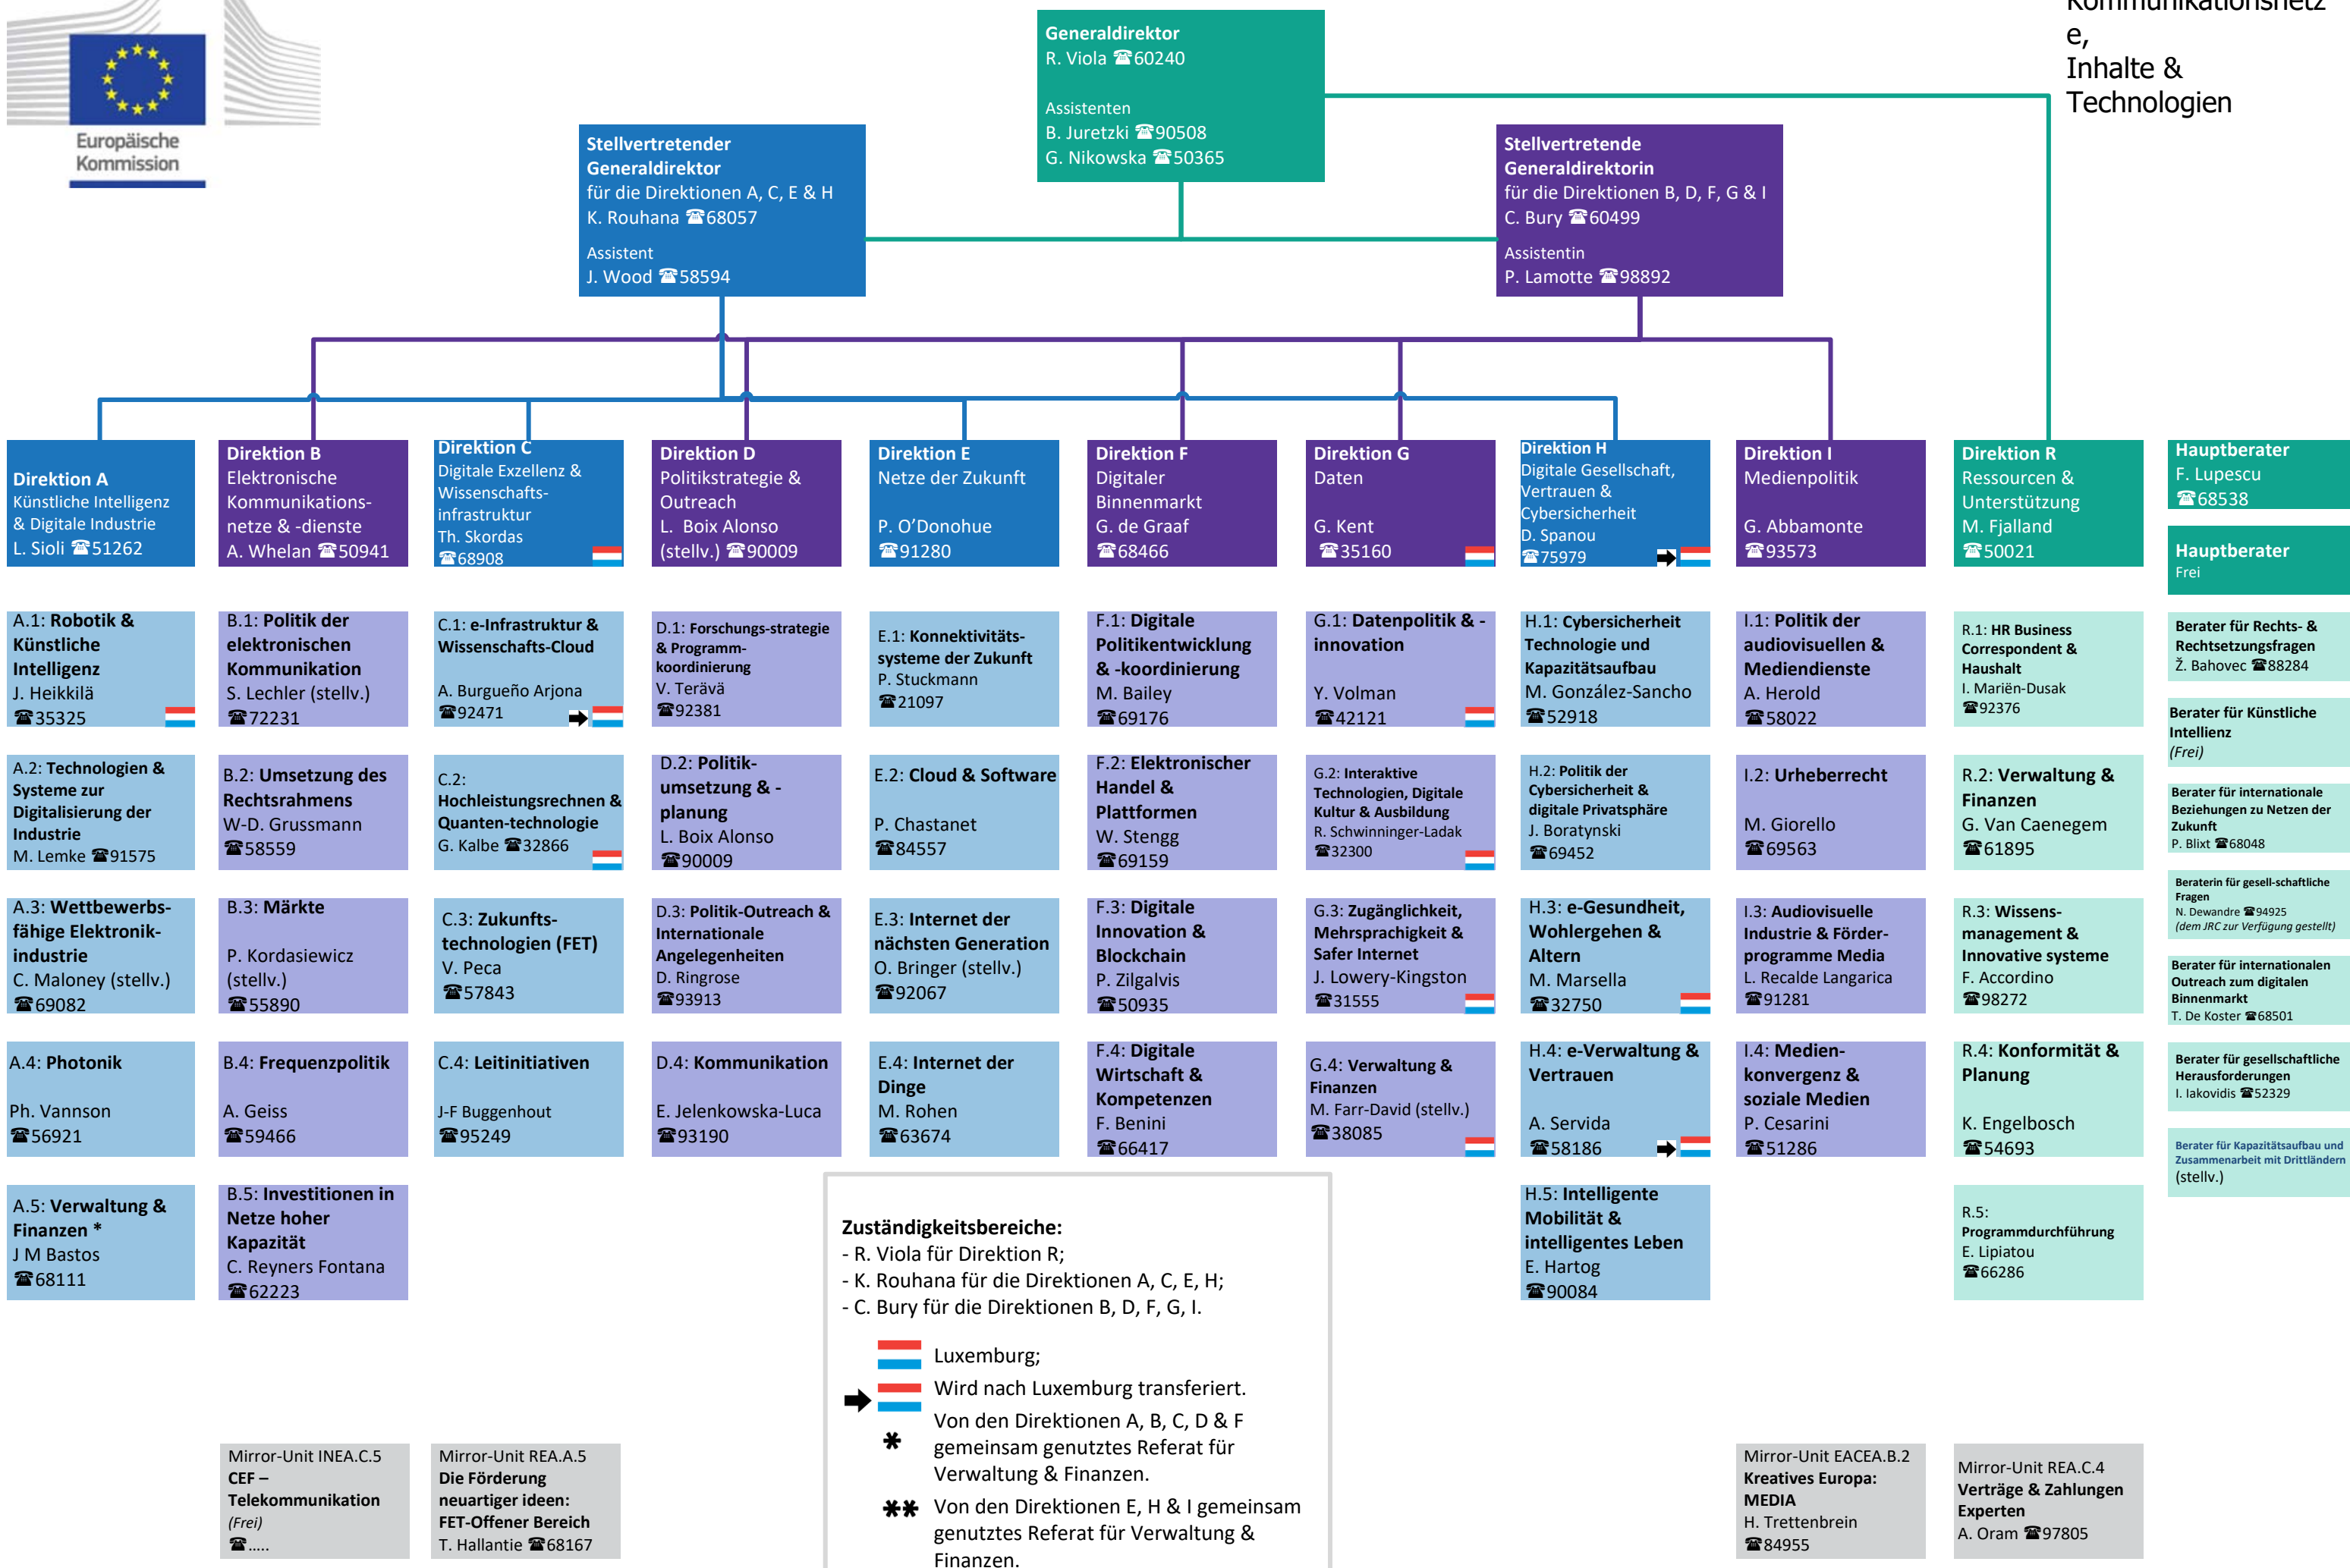 Europäische
Kommission
Kommunikationsnetz
e,
Inhalte &
Technologien
Generaldirektor
R. Viola ☎60240
Assistenten
B. Juretzki ☎90508
G. Nikowska ☎50365
Stellvertretender
Generaldirektor
für die Direktionen A, C, E & H
K. Rouhana ☎68057
Assistent
J. Wood ☎58594
Stellvertretende
Generaldirektorin
für die Direktionen B, D, F, G & I
C. Bury ☎60499
Assistentin
P. Lamotte ☎98892
Direktion A
Künstliche Intelligenz
& Digitale Industrie
L. Sioli ☎51262
Direktion B
Elektronische
Kommunikations-
netze & -dienste
A. Whelan ☎50941
Direktion C
Digitale Exzellenz &
Wissenschafts-
infrastruktur
Th. Skordas
☎68908
Direktion D
Politikstrategie &
Outreach
L. Boix Alonso
(stellv.) ☎90009
Direktion E
Netze der Zukunft
P. O’Donohue
☎91280
Direktion F
Digitaler
Binnenmarkt
G. de Graaf
☎68466
Direktion G
Daten
G. Kent
☎35160
Direktion H
Digitale Gesellschaft,
Vertrauen &
Cybersicherheit
D. Spanou
☎75979
Direktion I
Medienpolitik
G. Abbamonte
☎93573
Direktion R
Ressourcen &
Unterstützung
M. Fjalland
☎50021
Hauptberater
F. Lupescu
☎68538
Hauptberater
Frei
A.1: Robotik &
Künstliche
Intelligenz
J. Heikkilä
☎35325
B.1: Politik der
elektronischen
Kommunikation
S. Lechler (stellv.)
☎72231
C.1: e-Infrastruktur &
Wissenschafts-Cloud
A. Burgueño Arjona
☎92471
D.1: Forschungs-strategie
& Programm-
koordinierung
V. Terävä
☎92381
E.1: Konnektivitäts-
systeme der Zukunft
P. Stuckmann
☎21097
F.1: Digitale
Politikentwicklung
& -koordinierung
M. Bailey
☎69176
G.1: Datenpolitik & -
innovation
Y. Volman
☎42121
H.1: Cybersicherheit
Technologie und
Kapazitätsaufbau
M. González-Sancho
☎52918
I.1: Politik der
audiovisuellen &
Mediendienste
A. Herold
☎58022
R.1: HR Business
Correspondent &
Haushalt
I. Mariën-Dusak
☎92376
Berater für Rechts- &
Rechtsetzungsfragen
Ž. Bahovec ☎88284
Berater für Künstliche
Intellienz
(Frei)
A.2: Technologien &
Systeme zur
Digitalisierung der
Industrie
M. Lemke ☎91575
B.2: Umsetzung des
Rechtsrahmens
W-D. Grussmann
☎58559
C.2:
Hochleistungsrechnen &
Quanten-technologie
G. Kalbe ☎32866
D.2: Politik-
umsetzung & -
planung
L. Boix Alonso
☎90009
E.2: Cloud & Software
P. Chastanet
☎84557
F.2: Elektronischer
Handel &
Plattformen
W. Stengg
☎69159
G.2: Interaktive
Technologien, Digitale
Kultur & Ausbildung
R. Schwinninger-Ladak
☎32300
H.2: Politik der
Cybersicherheit &
digitale Privatsphäre
J. Boratynski
☎69452
I.2: Urheberrecht
M. Giorello
☎69563
R.2: Verwaltung &
Finanzen
G. Van Caenegem
☎61895
Berater für internationale
Beziehungen zu Netzen der
Zukunft
P. Blixt ☎68048
A.3: Wettbewerbs-
fähige Elektronik-
industrie
C. Maloney (stellv.)
☎69082
B.3: Märkte
P. Kordasiewicz
(stellv.)
☎55890
C.3: Zukunfts-
technologien (FET)
V. Peca
☎57843
D.3: Politik-Outreach &
Internationale
Angelegenheiten
D. Ringrose
☎93913
E.3: Internet der
nächsten Generation
O. Bringer (stellv.)
☎92067
F.3: Digitale
Innovation &
Blockchain
P. Zilgalvis
☎50935
G.3: Zugänglichkeit,
Mehrsprachigkeit &
Safer Internet
J. Lowery-Kingston
☎31555
H.3: e-Gesundheit,
Wohlergehen &
Altern
M. Marsella
☎32750
I.3: Audiovisuelle
Industrie & Förder-
programme Media
L. Recalde Langarica
☎91281
R.3: Wissens-
management &
Innovative systeme
F. Accordino
☎98272
Beraterin für gesell-schaftliche
Fragen
N. Dewandre ☎94925
(dem JRC zur Verfügung gestellt)
Berater für internationalen
Outreach zum digitalen
Binnenmarkt
T. De Koster ☎68501
A.4: Photonik
Ph. Vannson
☎56921
B.4: Frequenzpolitik
A. Geiss
☎59466
C.4: Leitinitiativen
J-F Buggenhout
☎95249
D.4: Kommunikation
E. Jelenkowska-Luca
☎93190
E.4: Internet der
Dinge
M. Rohen
☎63674
F.4: Digitale
Wirtschaft &
Kompetenzen
F. Benini
☎66417
G.4: Verwaltung &
Finanzen
M. Farr-David (stellv.)
☎38085
H.4: e-Verwaltung &
Vertrauen
A. Servida
☎58186
I.4: Medien-
konvergenz &
soziale Medien
P. Cesarini
☎51286
R.4: Konformität &
Planung
K. Engelbosch
☎54693
Berater für gesellschaftliche
Herausforderungen
I. Iakovidis ☎52329
Berater für Kapazitätsaufbau und
Zusammenarbeit mit Drittländern
(stellv.)
A.5: Verwaltung &
Finanzen *
J M Bastos
☎68111
B.5: Investitionen in
Netze hoher
Kapazität
C. Reyners Fontana
☎62223
H.5: Intelligente
Mobilität &
intelligentes Leben
E. Hartog
☎90084
R.5:
Programmdurchführung
E. Lipiatou
☎66286
Zuständigkeitsbereiche:
- R. Viola für Direktion R;
- K. Rouhana für die Direktionen A, C, E, H;
- C. Bury für die Direktionen B, D, F, G, I.
Luxemburg;
Wird nach Luxemburg transferiert.
Von den Direktionen A, B, C, D & F
* gemeinsam genutztes Referat für
Verwaltung & Finanzen.
** Von den Direktionen E, H & I gemeinsam
genutztes Referat für Verwaltung &
Finanzen.
Mirror-Unit INEA.C.5
CEF –
Telekommunikation
(Frei)
☎.....
Mirror-Unit REA.A.5
Die Förderung
neuartiger ideen:
FET-Offener Bereich
T. Hallantie ☎68167
Mirror-Unit EACEA.B.2
Kreatives Europa:
MEDIA
H. Trettenbrein
☎84955
Mirror-Unit REA.C.4
Verträge & Zahlungen
Experten
A. Oram ☎97805